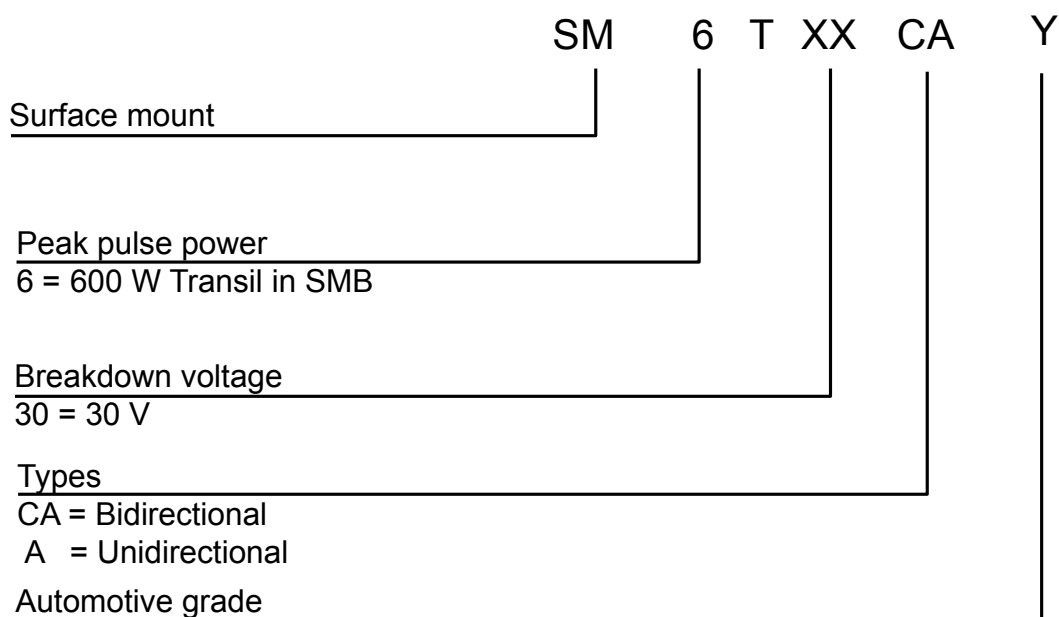 SM 6 T XX CA Y
Surface mount
Peak pulse power
6 = 600 W Transil in SMB
Breakdown voltage
30 = 30 V
Types
CA = Bidirectional
A = Unidirectional
Automotive grade